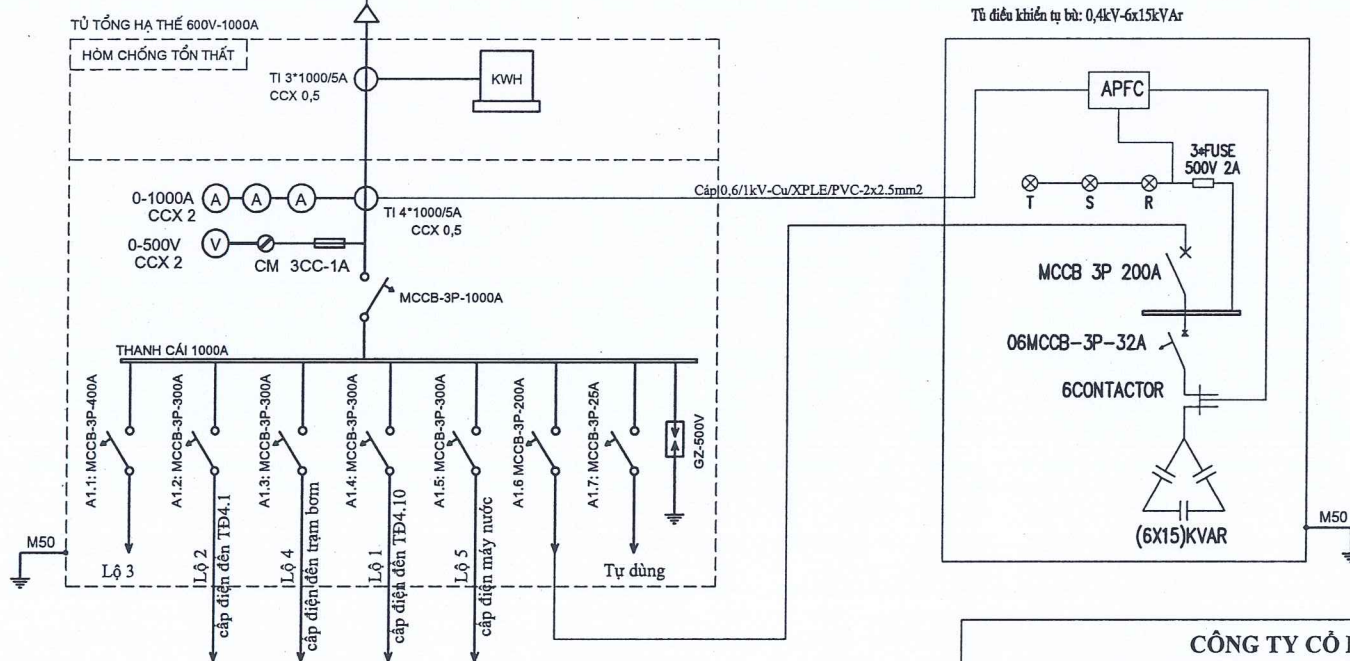 TỦ TỔNG HẠ THẾ 600V-1000A
HÒM CHỐNG TỔN THẤT
TI 3*1000/5A
CCX 0,5
KWH
0-1000A
CCX 2
A
A
A
TI 4*1000/5A
CCX 0,5
0-500V
CCX 2
V
CM
3CC-1A
MCCB-3P-1000A
THANH CÁI 1000A
A1.1: MCCB-3P-400A
A1.2: MCCB-3P-300A
A1.3: MCCB-3P-300A
A1.4: MCCB-3P-300A
A1.5: MCCB-3P-300A
A1.6 MCCB-3P-200A
A1.7: MCCB-3P-25A
GZ-500V
M50
Lộ 3
Lộ 2
cấp điện đến TĐ4.1
Lộ 4
cấp điện đến trạm bơm
Lộ 1
cấp điện đến TĐ4.10
Lộ 5
cấp điện máy nước
Tự dùng
Cáp 0,6/1kV-Cu/XPLE/PVC-2x2.5mm2
Tủ điều khiển tụ bù: 0,4kV-6x15kVAr
APFC
3*FUSE
500V 2A
T
S
R
MCCB 3P 200A
06MCCB-3P-32A
6CONTACTOR
(6X15)KVAR
M50
CÔNG TY CỔ